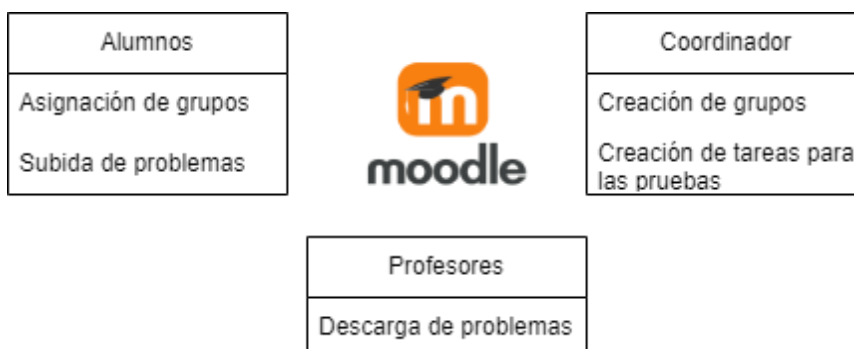 Alumnos
Asignación de grupos
Subida de problemas
moodle
Coordinador
Creación de grupos
Creación de tareas para
las pruebas
Profesores
Descarga de problemas